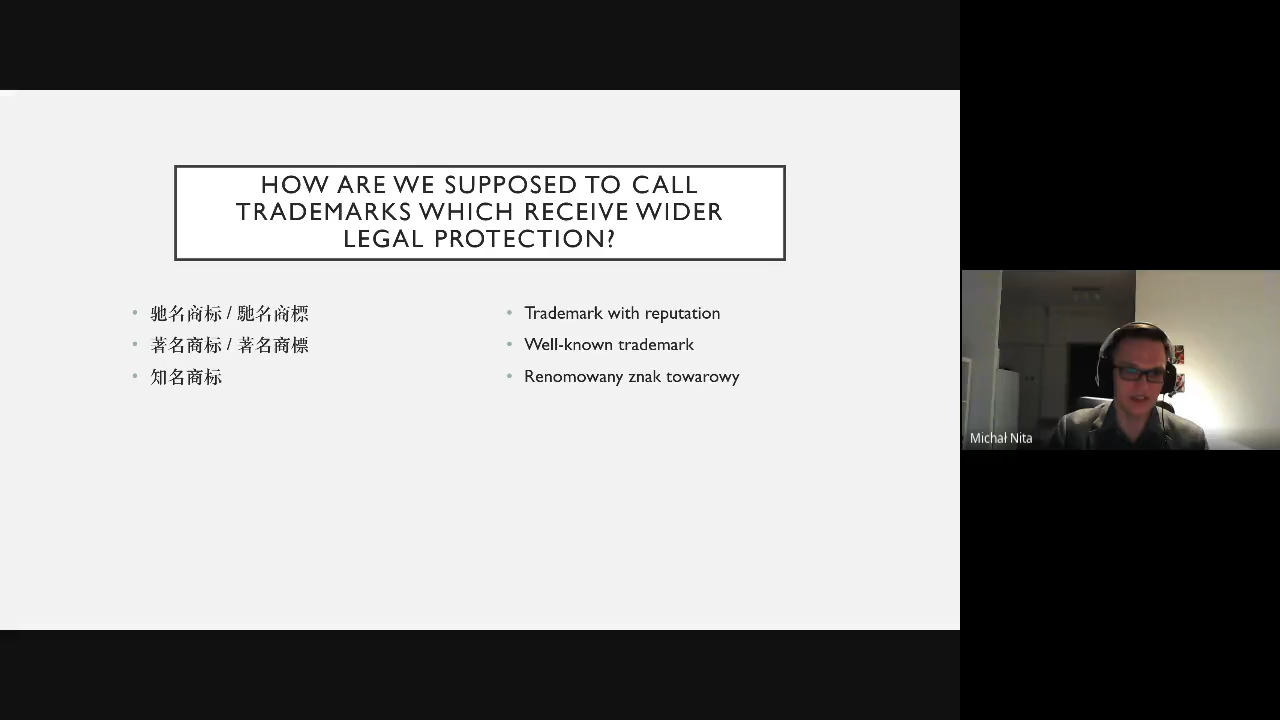 HOW ARE WE SUPPOSED TO CALL
TRADEMARKS WHICH RECEIVE WIDER
LEGAL PROTECTION?
• 驰名商标 / 馳名商標
• 著名商标 / 著名商標
• 知名商标
• Trademark with reputation
• Well-known trademark
• Renomowany znak towarowy
Michał Nita